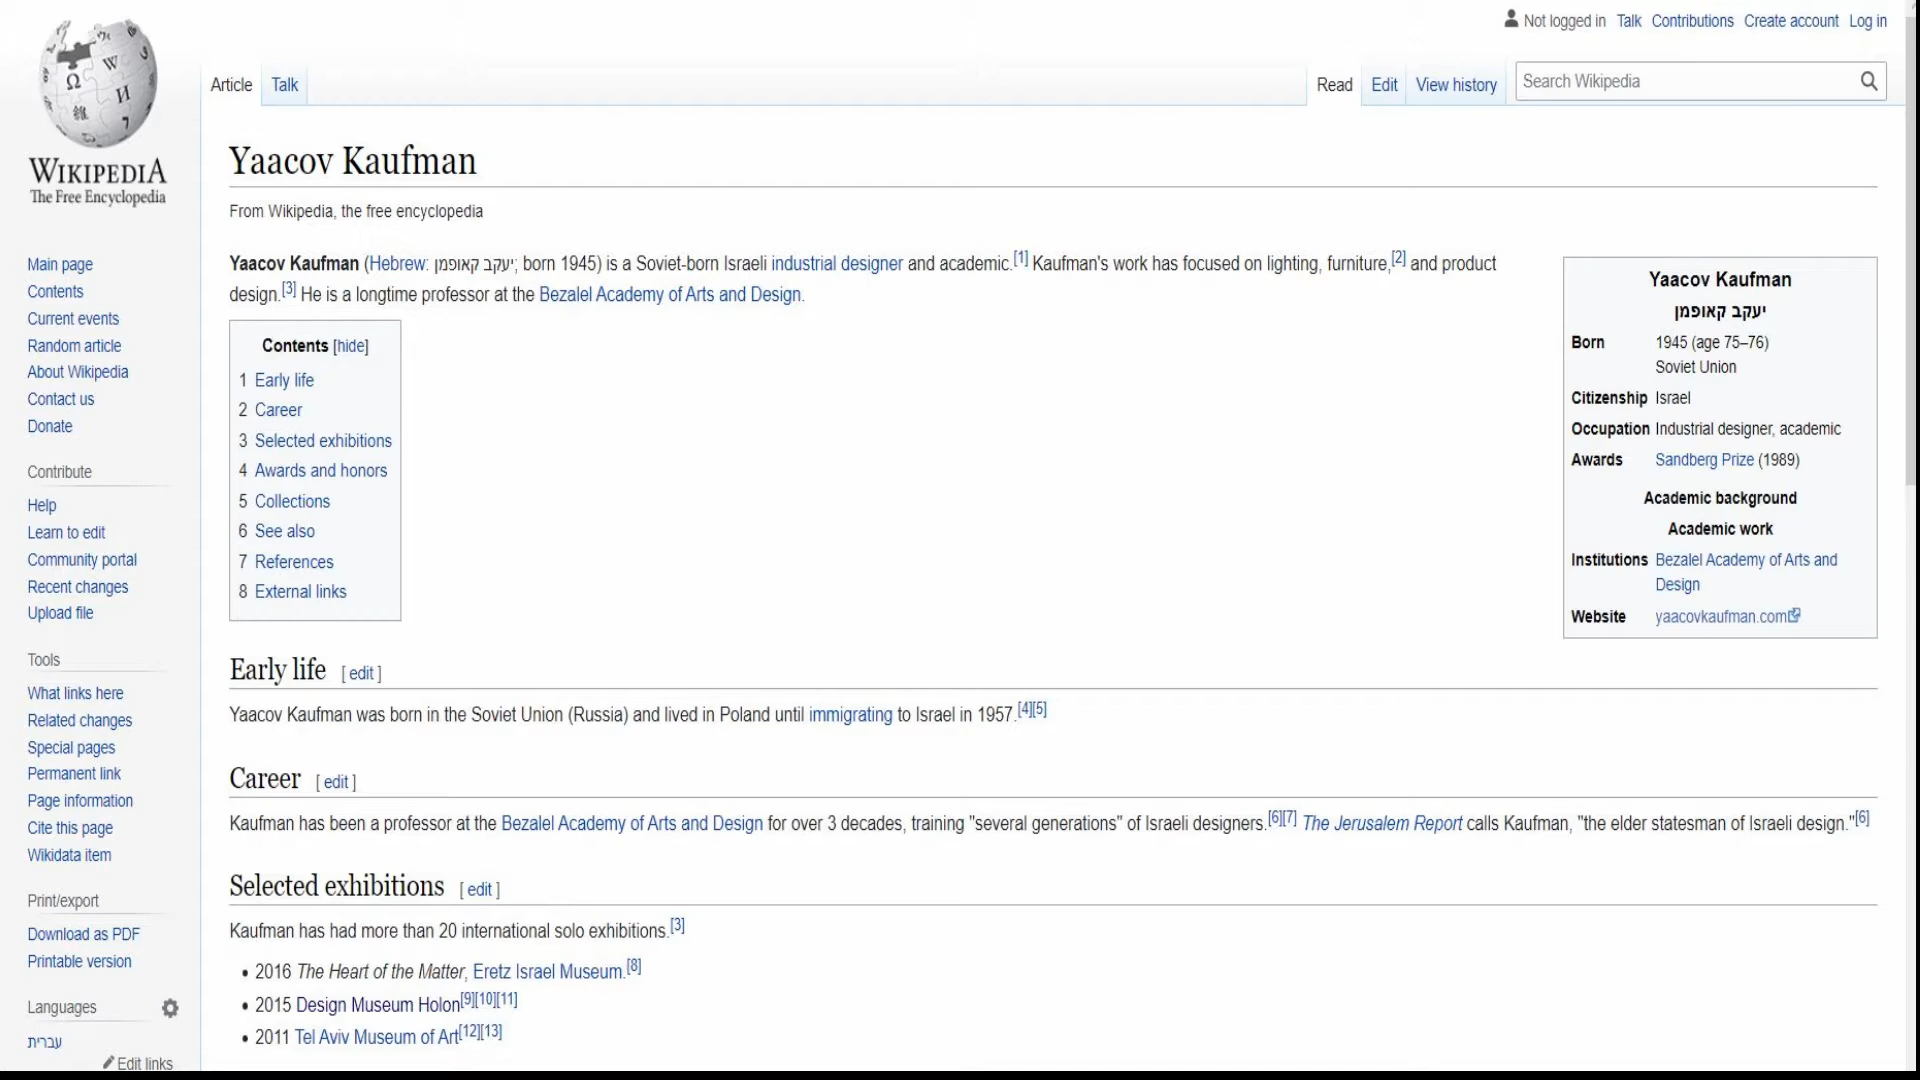 Not logged in Talk Contributions Create account Log in
Article Talk Read Edit View history Search Wikipedia
WIKIPEDIA
The Free Encyclopedia
Main page
Contents
Current events
Random article
About Wikipedia
Contact us
Donate
Contribute
Help
Learn to edit
Community portal
Recent changes
Upload file
Tools
What links here
Related changes
Special pages
Permanent link
Page information
Cite this page
Wikidata item
Print/export
Download as PDF
Printable version
Languages
עברית
Edit links
Yaacov Kaufman
From Wikipedia, the free encyclopedia
Yaacov Kaufman (Hebrew: יעקב קאופמן; born 1945) is a Soviet-born Israeli industrial designer and academic.[1] Kaufman's work has focused on lighting, furniture,[2] and product
design.[3] He is a longtime professor at the Bezalel Academy of Arts and Design.
Contents [hide]
1 Early life
2 Career
3 Selected exhibitions
4 Awards and honors
5 Collections
6 See also
7 References
8 External links
Yaacov Kaufman
יעקב קאופמן
Born 1945 (age 75–76)
Soviet Union
Citizenship Israel
Occupation Industrial designer, academic
Awards Sandberg Prize (1989)
Academic background
Academic work
Institutions Bezalel Academy of Arts and
Design
Website yaacovkaufman.com
Early life [ edit ]
Yaacov Kaufman was born in the Soviet Union (Russia) and lived in Poland until immigrating to Israel in 1957.[4][5]
Career [ edit ]
Kaufman has been a professor at the Bezalel Academy of Arts and Design for over 3 decades, training "several generations" of Israeli designers.[6][7] The Jerusalem Report calls Kaufman, "the elder statesman of Israeli design."[6]
Selected exhibitions [ edit ]
Kaufman has had more than 20 international solo exhibitions.[3]
• 2016 The Heart of the Matter, Eretz Israel Museum.[8]
• 2015 Design Museum Holon[9][10][11]
• 2011 Tel Aviv Museum of Art[12][13]